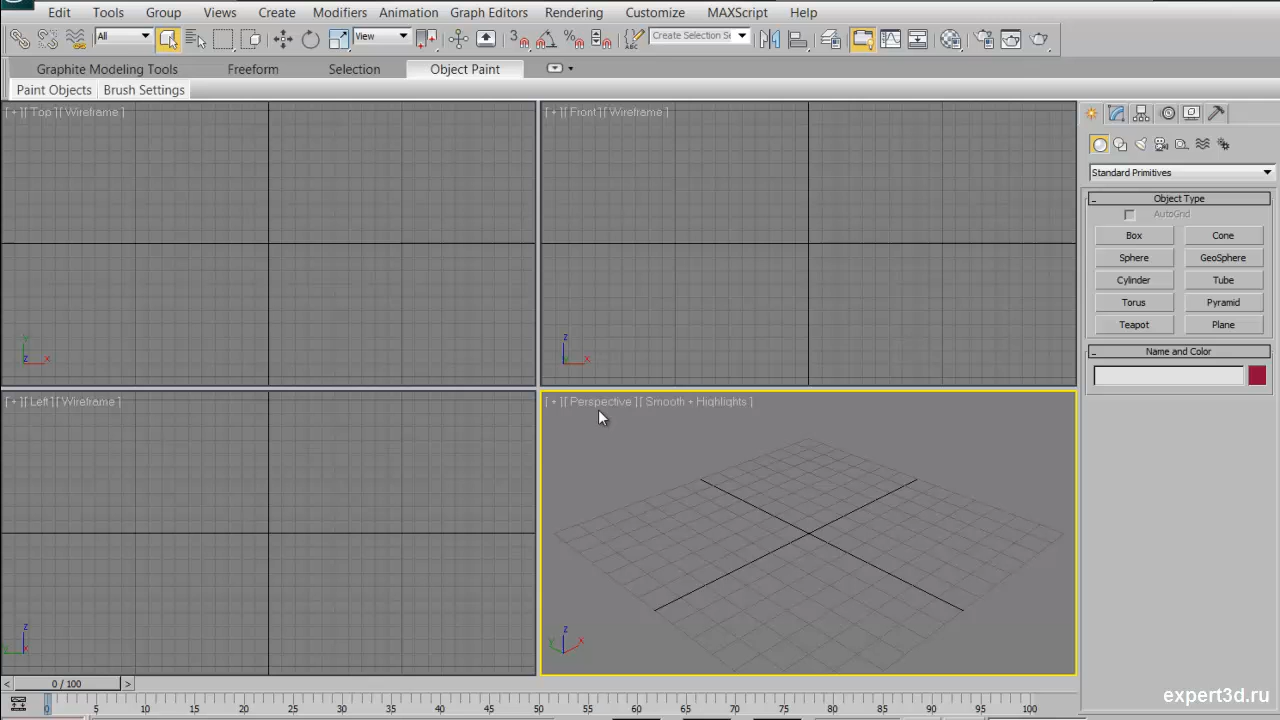 Edit Tools Group Views Create Modifiers Animation Graph Editors Rendering Customize MAXScript Help
All View 3 Create Selection Se
Graphite Modeling Tools Freeform Selection Object Paint
Paint Objects Brush Settings
[ + ][ Top ][ Wireframe ]
[ + ][ Front ][ Wireframe ]
Standard Primitives
- Object Type
AutoGrid
Box Cone
Sphere GeoSphere
Cylinder Tube
Torus Pyramid
Teapot Plane
- Name and Color
Y
Z X
Z
Y X
[ + ][ Left ][ Wireframe ]
[ + ][ Perspective ][ Smooth + Highlights ]
Z
Y X
Z
Y X
< 0 / 100 >
0 5 10 15 20 25 30 35 40 45 50 55 60 65 70 75 80 85 90 95 100
expert3d.ru